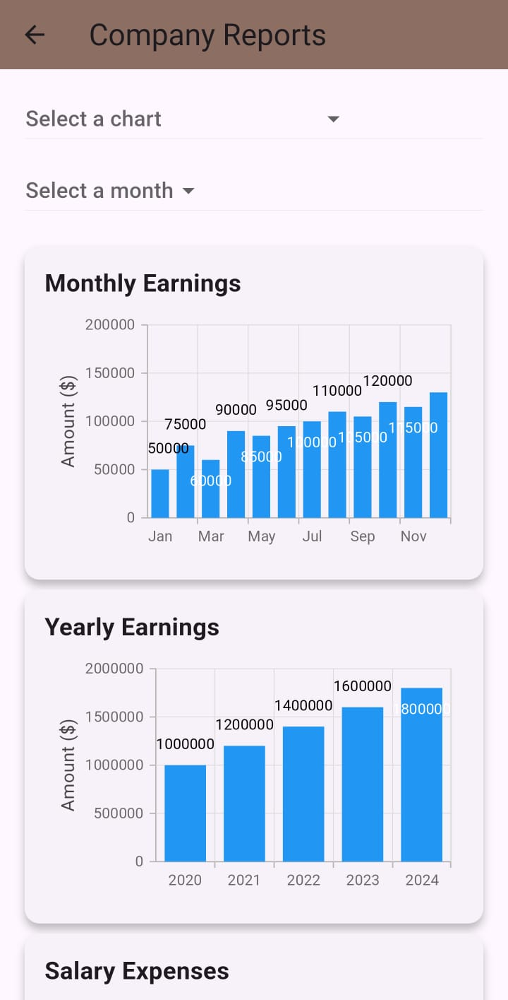 Company Reports
Select a chart
Select a month
Monthly Earnings
Amount ($)
200000
150000
100000
50000
0
50000
75000
60000
90000
85000
95000
100000
110000
105000
120000
115000
Jan Mar May Jul Sep Nov
Yearly Earnings
Amount ($)
2000000
1500000
1000000
500000
0
1000000
1200000
1400000
1600000
1800000
2020 2021 2022 2023 2024
Salary Expenses